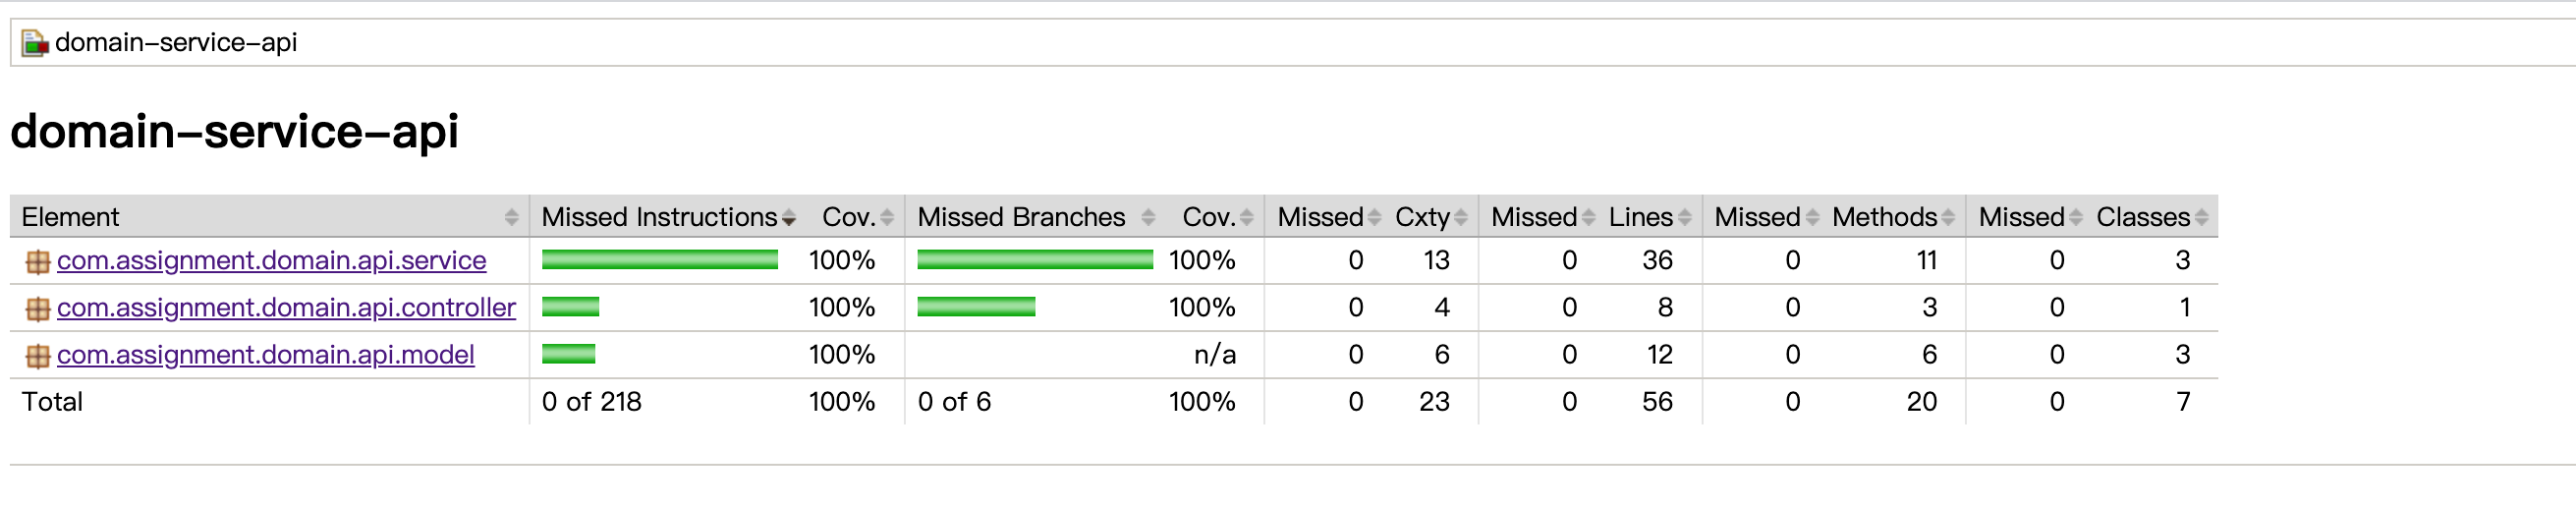 domain-service-api
domain-service-api
Element Missed Instructions Cov. Missed Branches Cov. Missed Cxty Missed Lines Missed Methods Missed Classes
com.assignment.domain.api.service 100% 100% 0 13 0 36 0 11 0 3
com.assignment.domain.api.controller 100% 100% 0 4 0 8 0 3 0 1
com.assignment.domain.api.model 100% n/a 0 6 0 12 0 6 0 3
Total 0 of 218 100% 0 of 6 100% 0 23 0 56 0 20 0 7